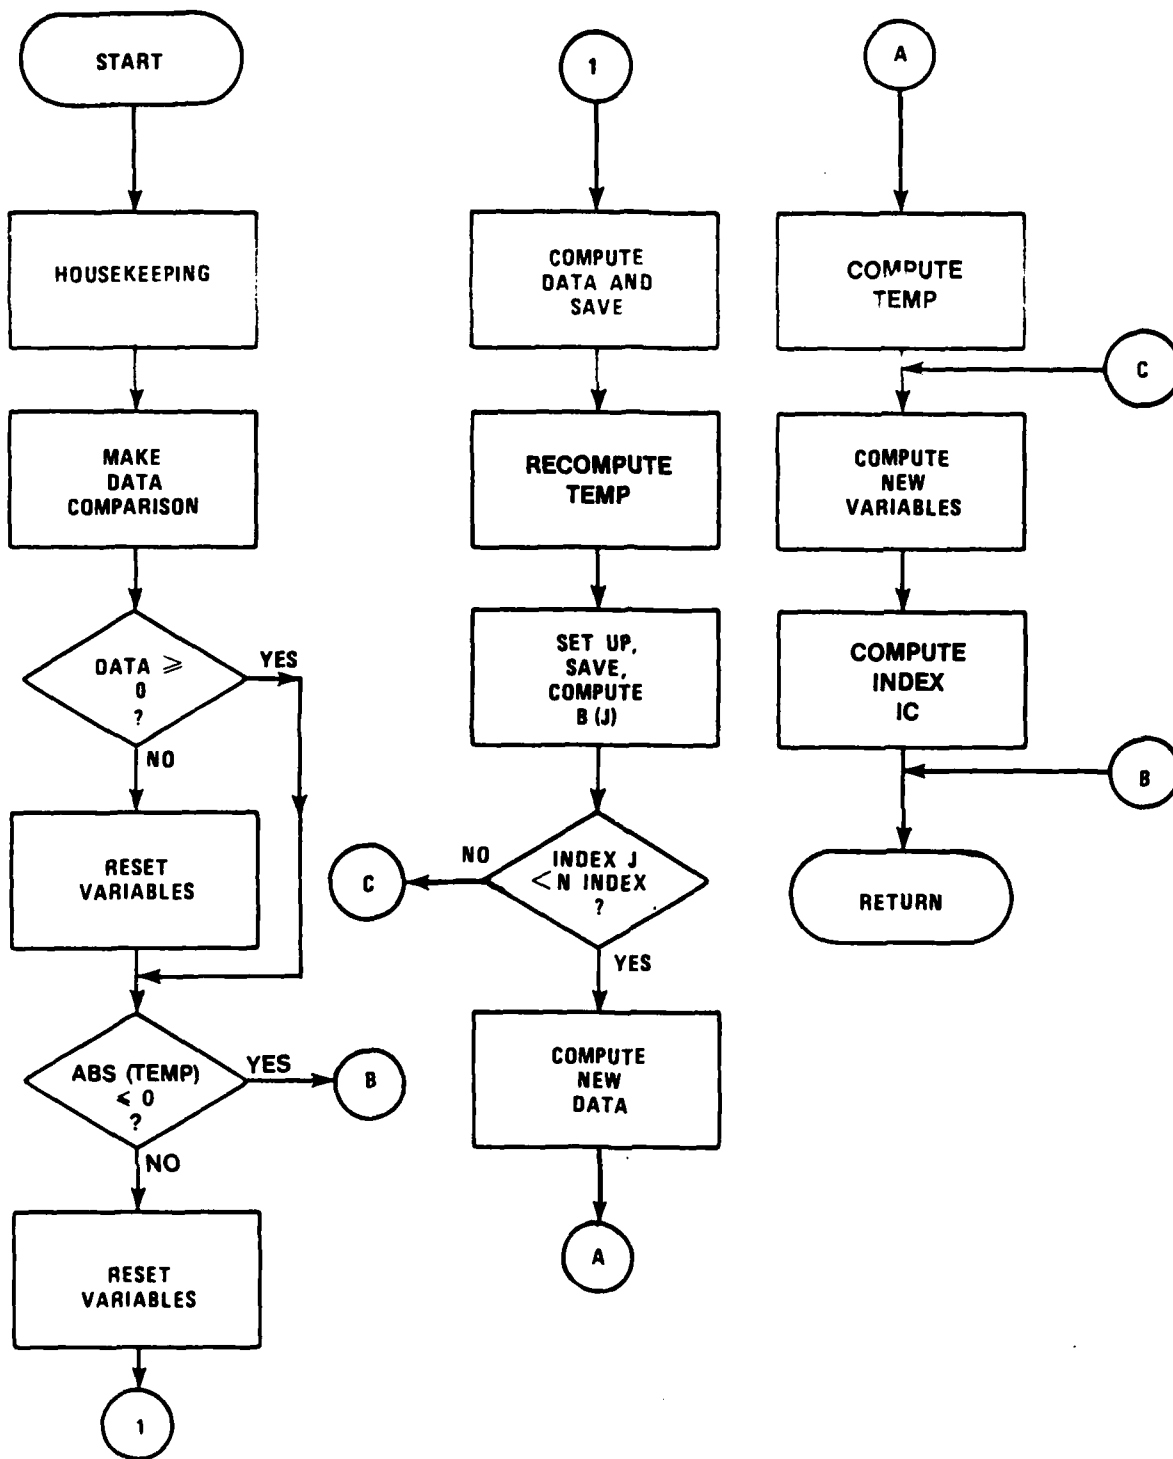 START
HOUSEKEEPING
MAKE
DATA
COMPARISON
DATA ⩾
0
?
YES
NO
RESET
VARIABLES
ABS (TEMP)
⩽ 0
?
YES
B
NO
RESET
VARIABLES
1
1
COMPUTE
DATA AND
SAVE
RECOMPUTE
TEMP
SET UP,
SAVE,
COMPUTE
B (J)
INDEX J
< N INDEX
?
NO
C
YES
COMPUTE
NEW
DATA
A
A
COMPUTE
TEMP
C
COMPUTE
NEW
VARIABLES
COMPUTE
INDEX
IC
B
RETURN